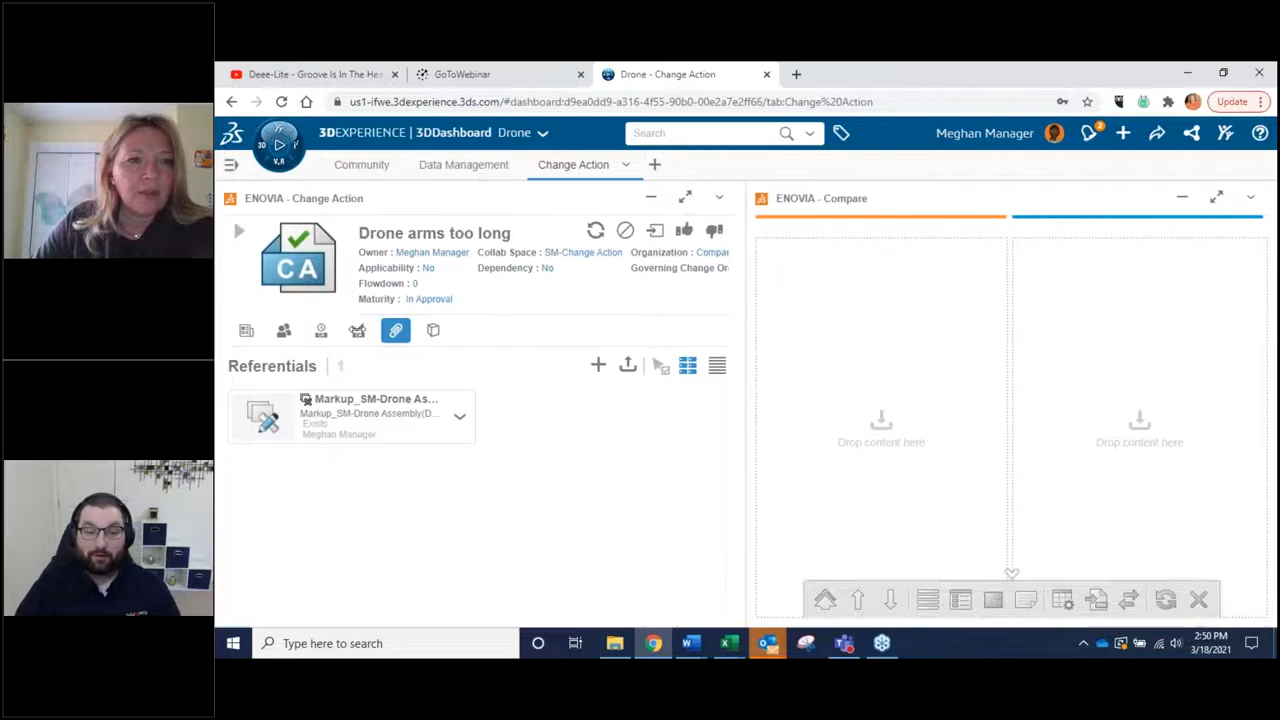 Deee-Lite - Groove Is In The Hee
GoToWebinar
Drone - Change Action
us1-ifwe.3dexperience.3ds.com/#dashboard:d9ea0dd9-a316-4f55-90b0-00e2a7e2ff66/tab:Change%20Action
Update
3D
V,R
3DEXPERIENCE | 3DDashboard Drone
Search
Meghan Manager
2
Community
Data Management
Change Action
ENOVIA - Change Action
CA
Drone arms too long
Owner : Meghan Manager
Collab Space : SM-Change Action
Organization : Compar
Applicability : No
Dependency : No
Governing Change Or
Flowdown : 0
Maturity : In Approval
Referentials
1
Markup_SM-Drone As...
Markup_SM-Drone Assembly(D...
Exists
Meghan Manager
ENOVIA - Compare
Drop content here
Drop content here
Type here to search
2:50 PM
3/18/2021